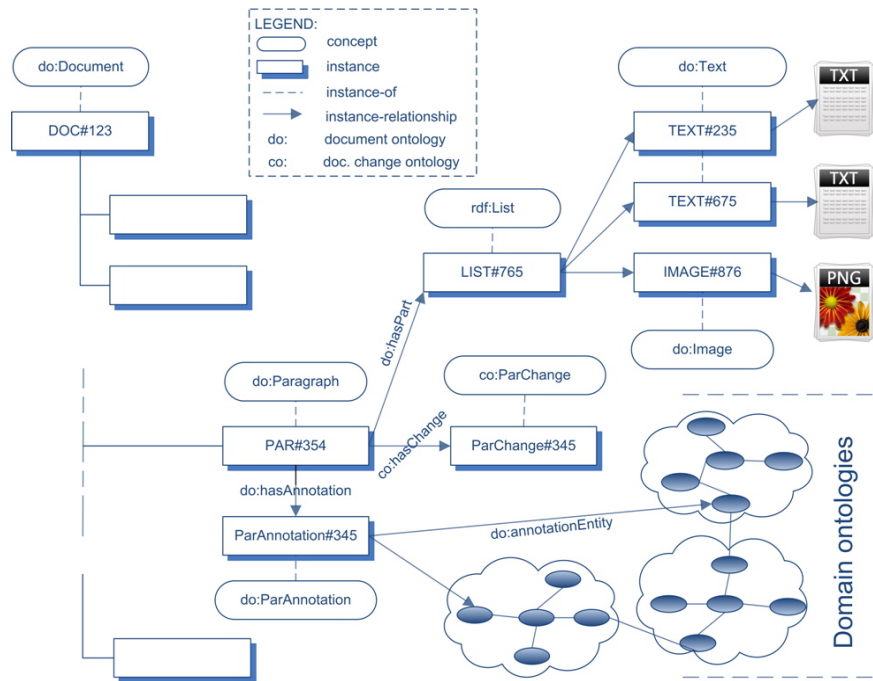 LEGEND:
concept
instance
instance-of
instance-relationship
do: document ontology
co: doc. change ontology
do:Document
DOC#123
do:Text
TEXT#235
TXT
TEXT#675
TXT
rdf:List
LIST#765
IMAGE#876
PNG
do:Image
do:hasPart
do:Paragraph
PAR#354
co:hasChange
co:ParChange
ParChange#345
do:hasAnnotation
ParAnnotation#345
do:ParAnnotation
do:annotationEntity
Domain ontologies